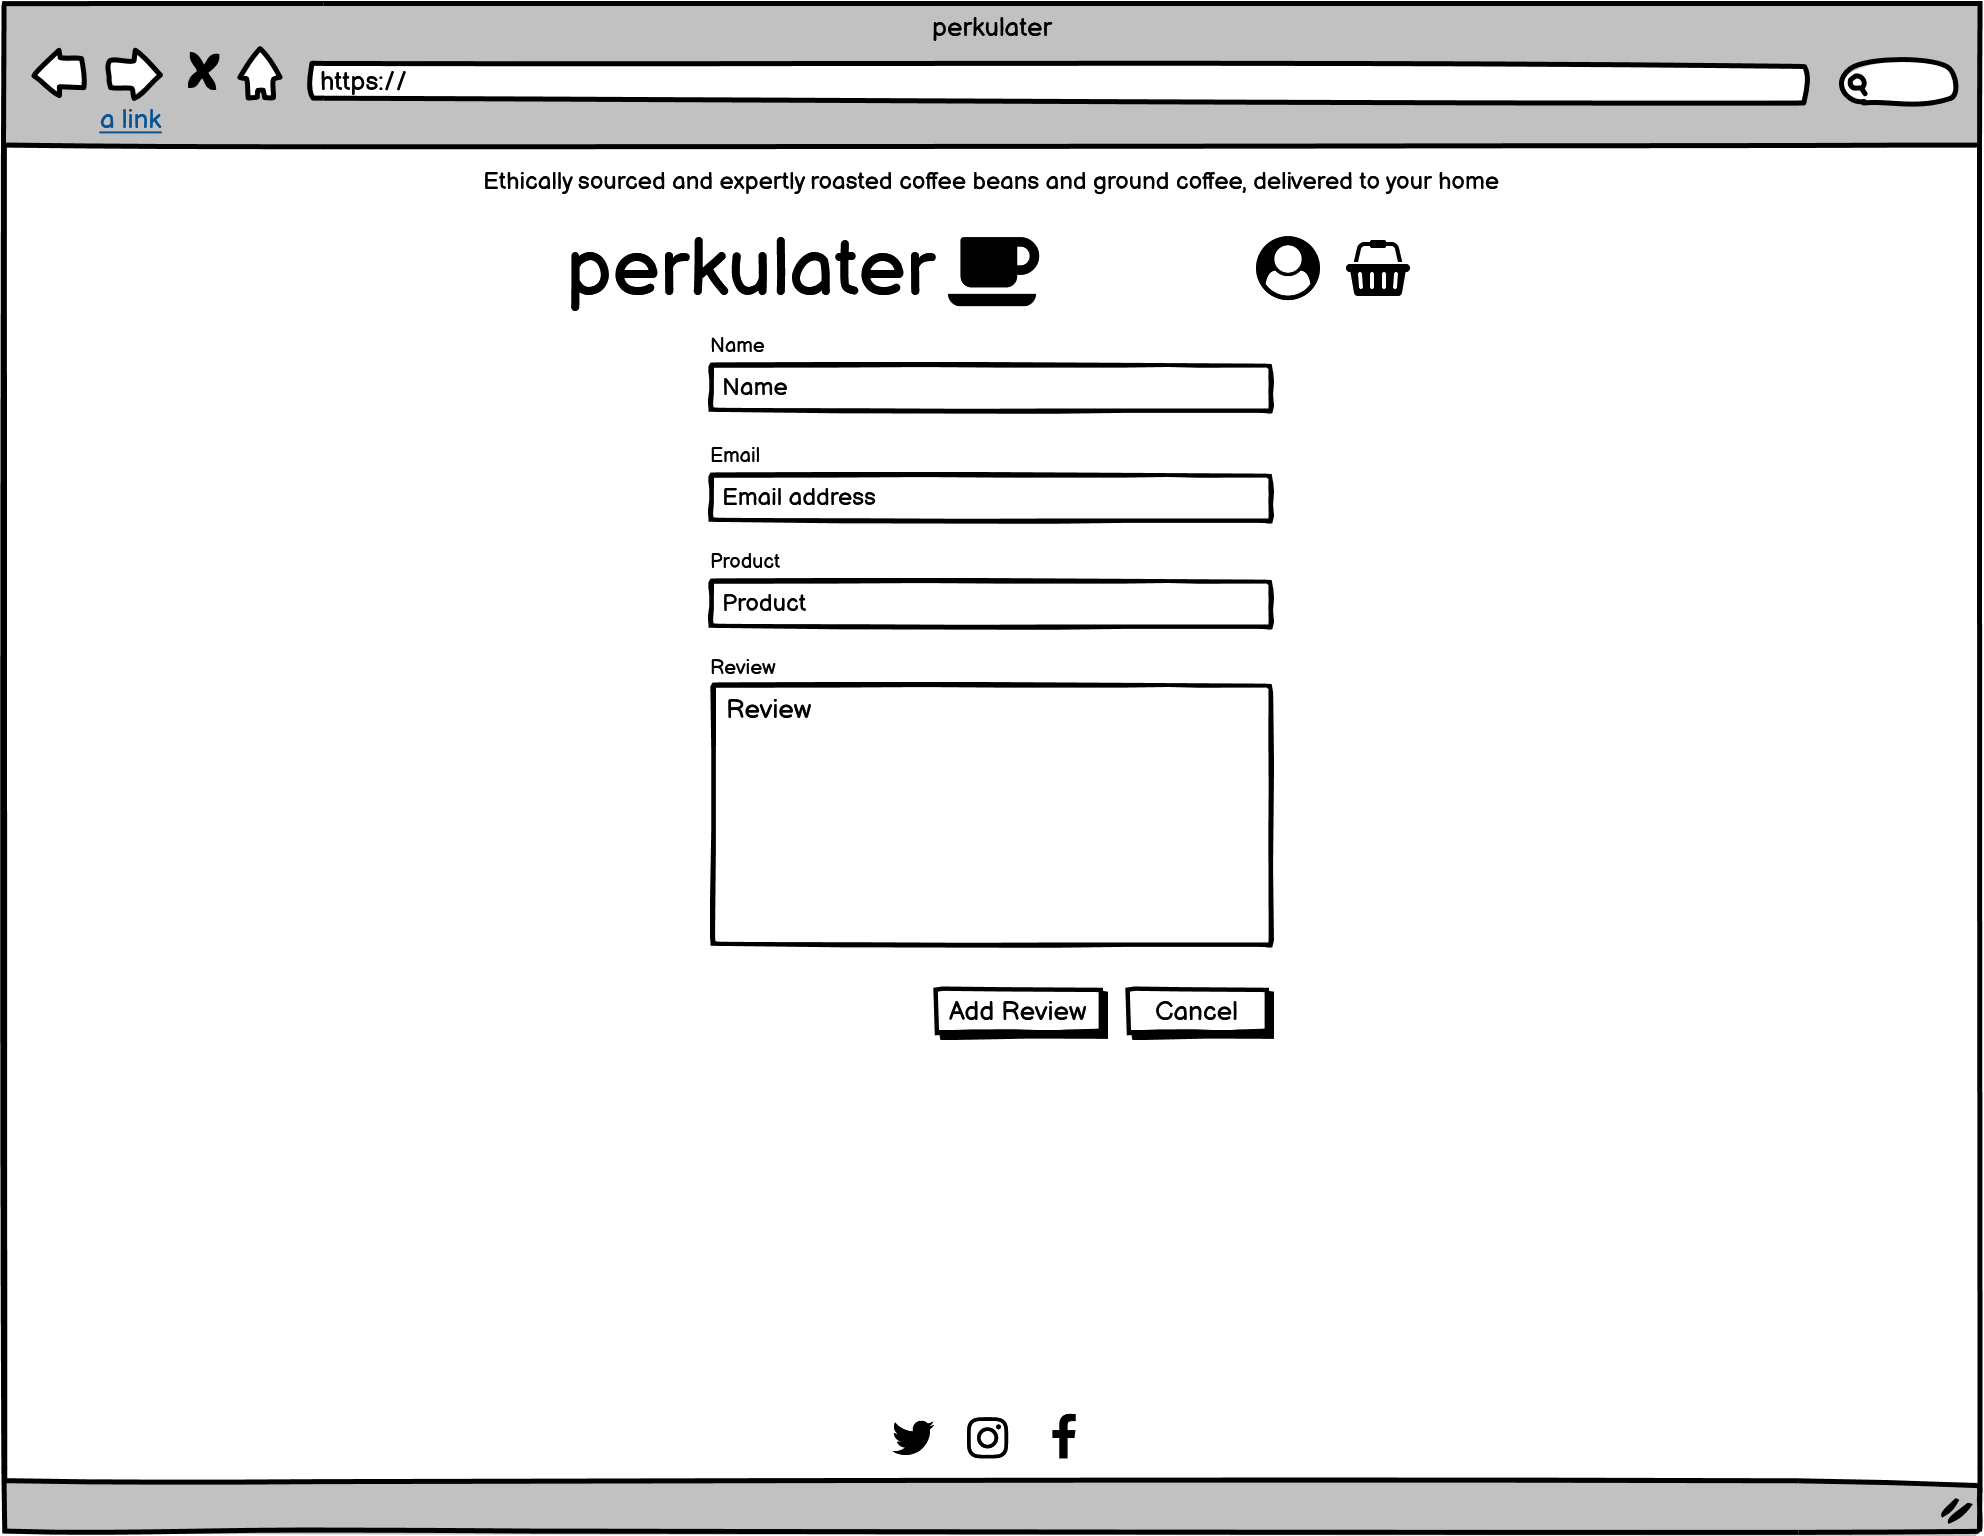 perkulater
https://
a link
Ethically sourced and expertly roasted coffee beans and ground coffee, delivered to your home
perkulater
Name
Name
Email
Email address
Product
Product
Review
Review
Add Review
Cancel